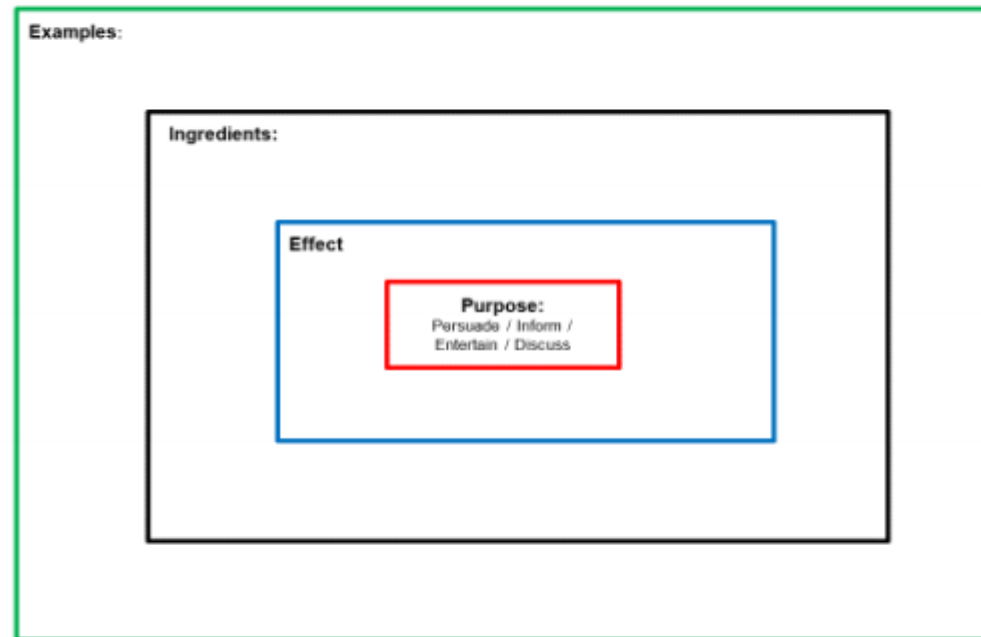 Examples:
Ingredients:
Effect
Purpose:
Persuade / Inform /
Entertain / Discuss